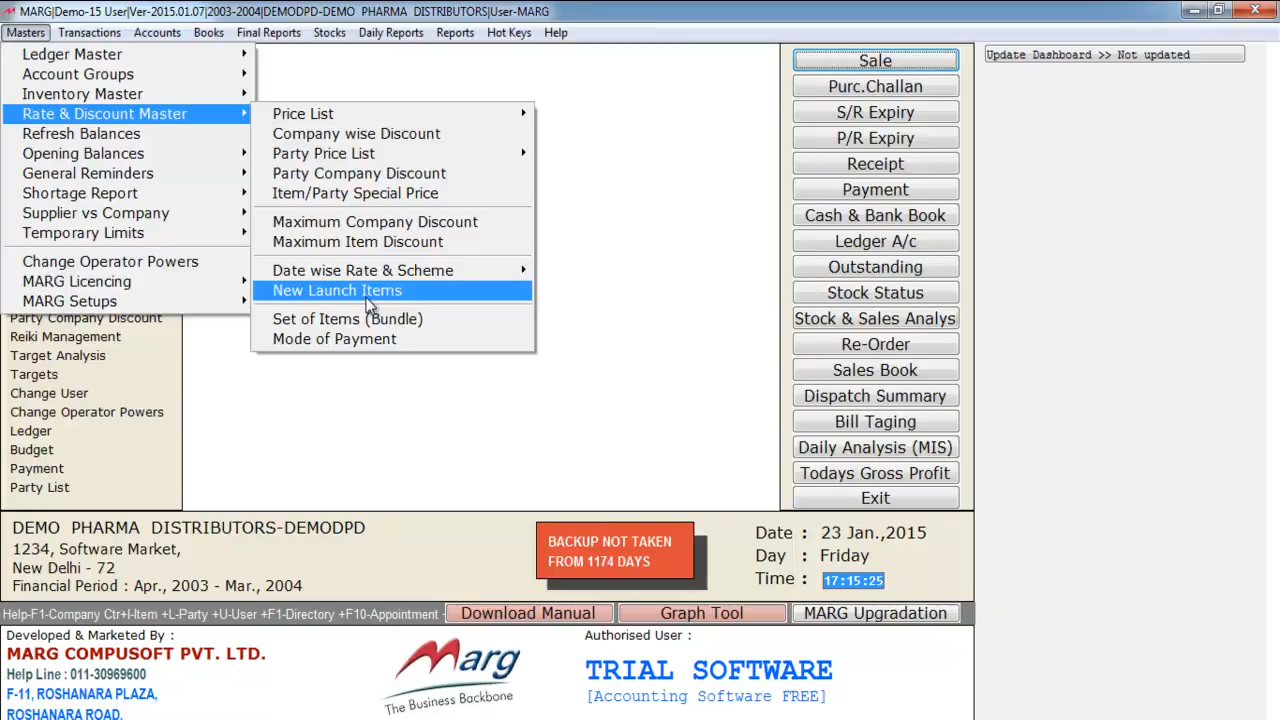 MARG|Demo-15 User|Ver-2015.01.07|2003-2004|DEMODPD-DEMO PHARMA DISTRIBUTORS|User-MARG
Masters Transactions Accounts Books Final Reports Stocks Daily Reports Reports Hot Keys Help
Ledger Master
Account Groups
Inventory Master
Rate & Discount Master
Refresh Balances
Opening Balances
General Reminders
Shortage Report
Supplier vs Company
Temporary Limits
Change Operator Powers
MARG Licencing
MARG Setups
Price List
Company wise Discount
Party Price List
Party Company Discount
Item/Party Special Price
Maximum Company Discount
Maximum Item Discount
Date wise Rate & Scheme
New Launch Items
Set of Items (Bundle)
Mode of Payment
Party Company Discount
Reiki Management
Target Analysis
Targets
Change User
Change Operator Powers
Ledger
Budget
Payment
Party List
Sale
Purc.Challan
S/R Expiry
P/R Expiry
Receipt
Payment
Cash & Bank Book
Ledger A/c
Outstanding
Stock Status
Stock & Sales Analys
Re-Order
Sales Book
Dispatch Summary
Bill Taging
Daily Analysis (MIS)
Todays Gross Profit
Exit
Update Dashboard >> Not updated
DEMO PHARMA DISTRIBUTORS-DEMODPD
1234, Software Market,
New Delhi - 72
Financial Period : Apr., 2003 - Mar., 2004
BACKUP NOT TAKEN
FROM 1174 DAYS
Date : 23 Jan.,2015
Day : Friday
Time : 17:15:25
Help-F1-Company Ctr+I-Item +L-Party +U-User +F1-Directory +F10-Appointment -
Download Manual
Graph Tool
MARG Upgradation
Developed & Marketed By :
MARG COMPUSOFT PVT. LTD.
Help Line : 011-30969600
F-11, ROSHANARA PLAZA,
ROSHANARA ROAD,
Marg
The Business Backbone
Authorised User :
TRIAL SOFTWARE
[Accounting Software FREE]